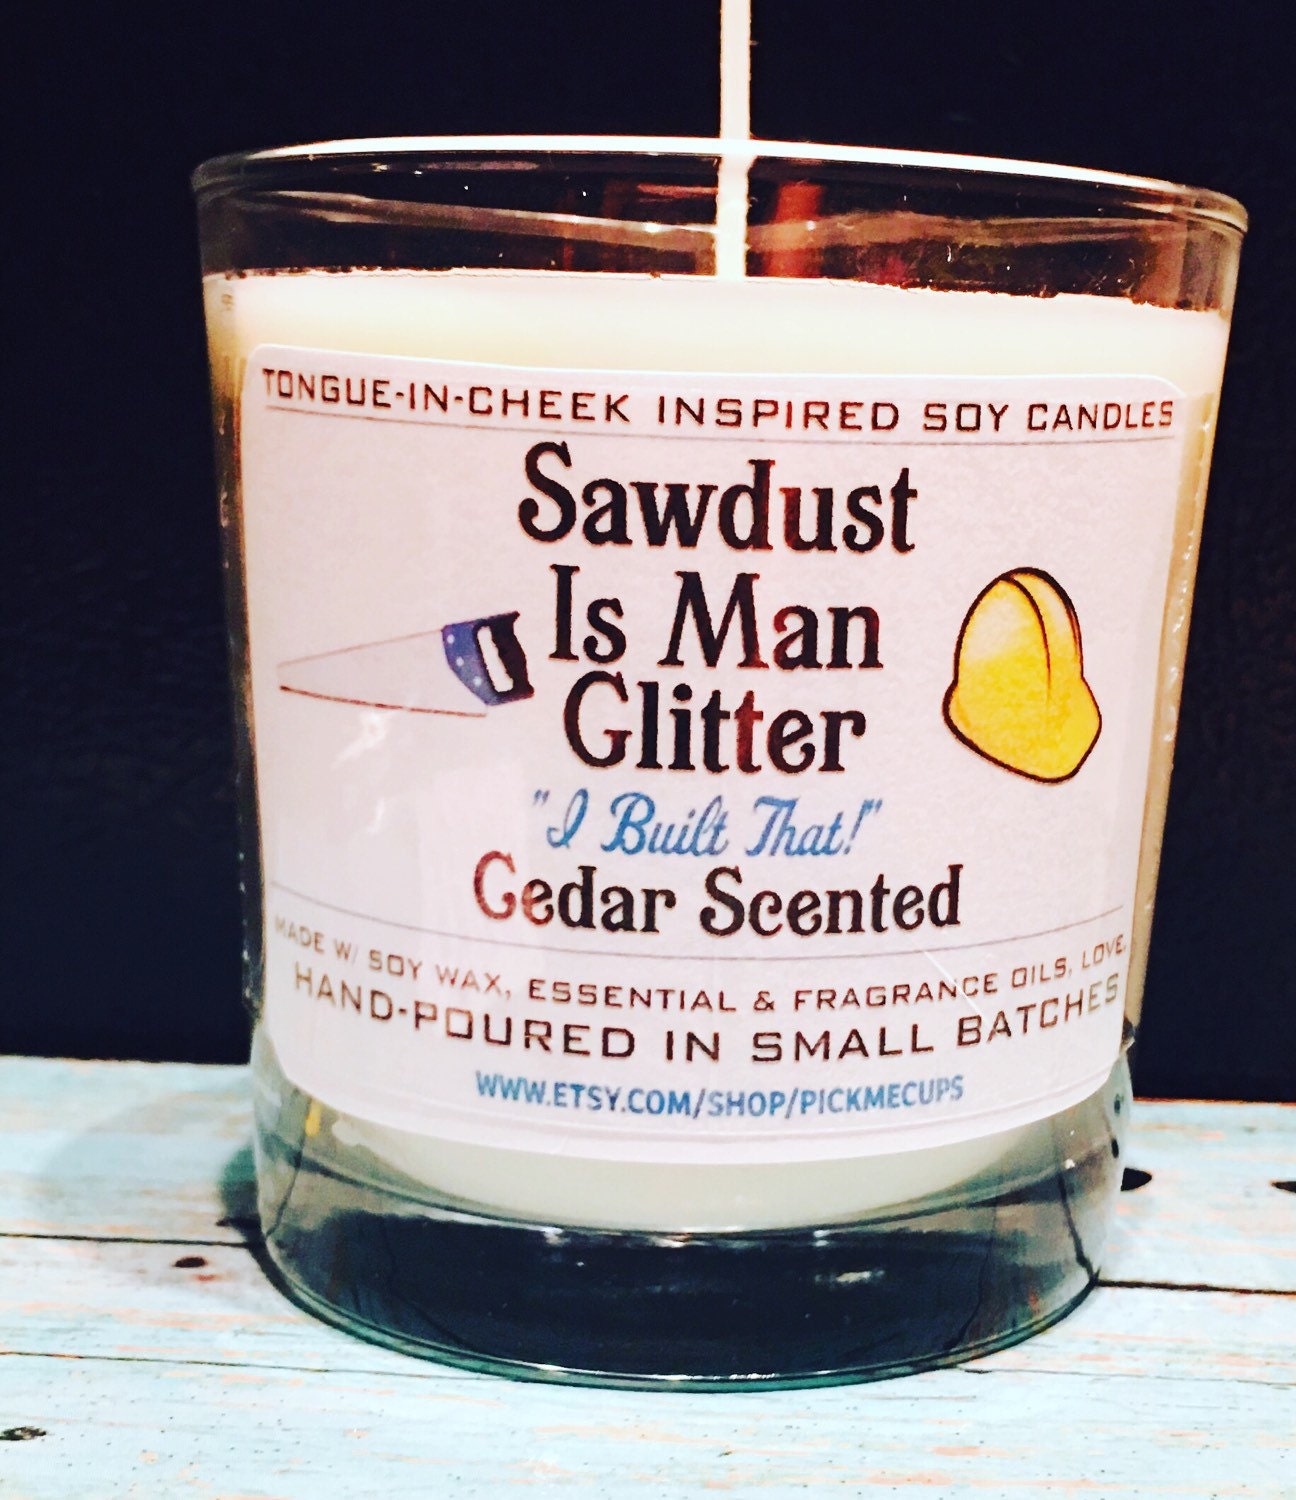 TONGUE-IN-CHEEK INSPIRED SOY CANDLES
Sawdust
Is Man
Glitter
"I Built That!"
Cedar Scented
MADE W/ SOY WAX, ESSENTIAL & FRAGRANCE OILS, LOVE.
HAND-POURED IN SMALL BATCHES
WWW.ETSY.COM/SHOP/PICKMECUPS